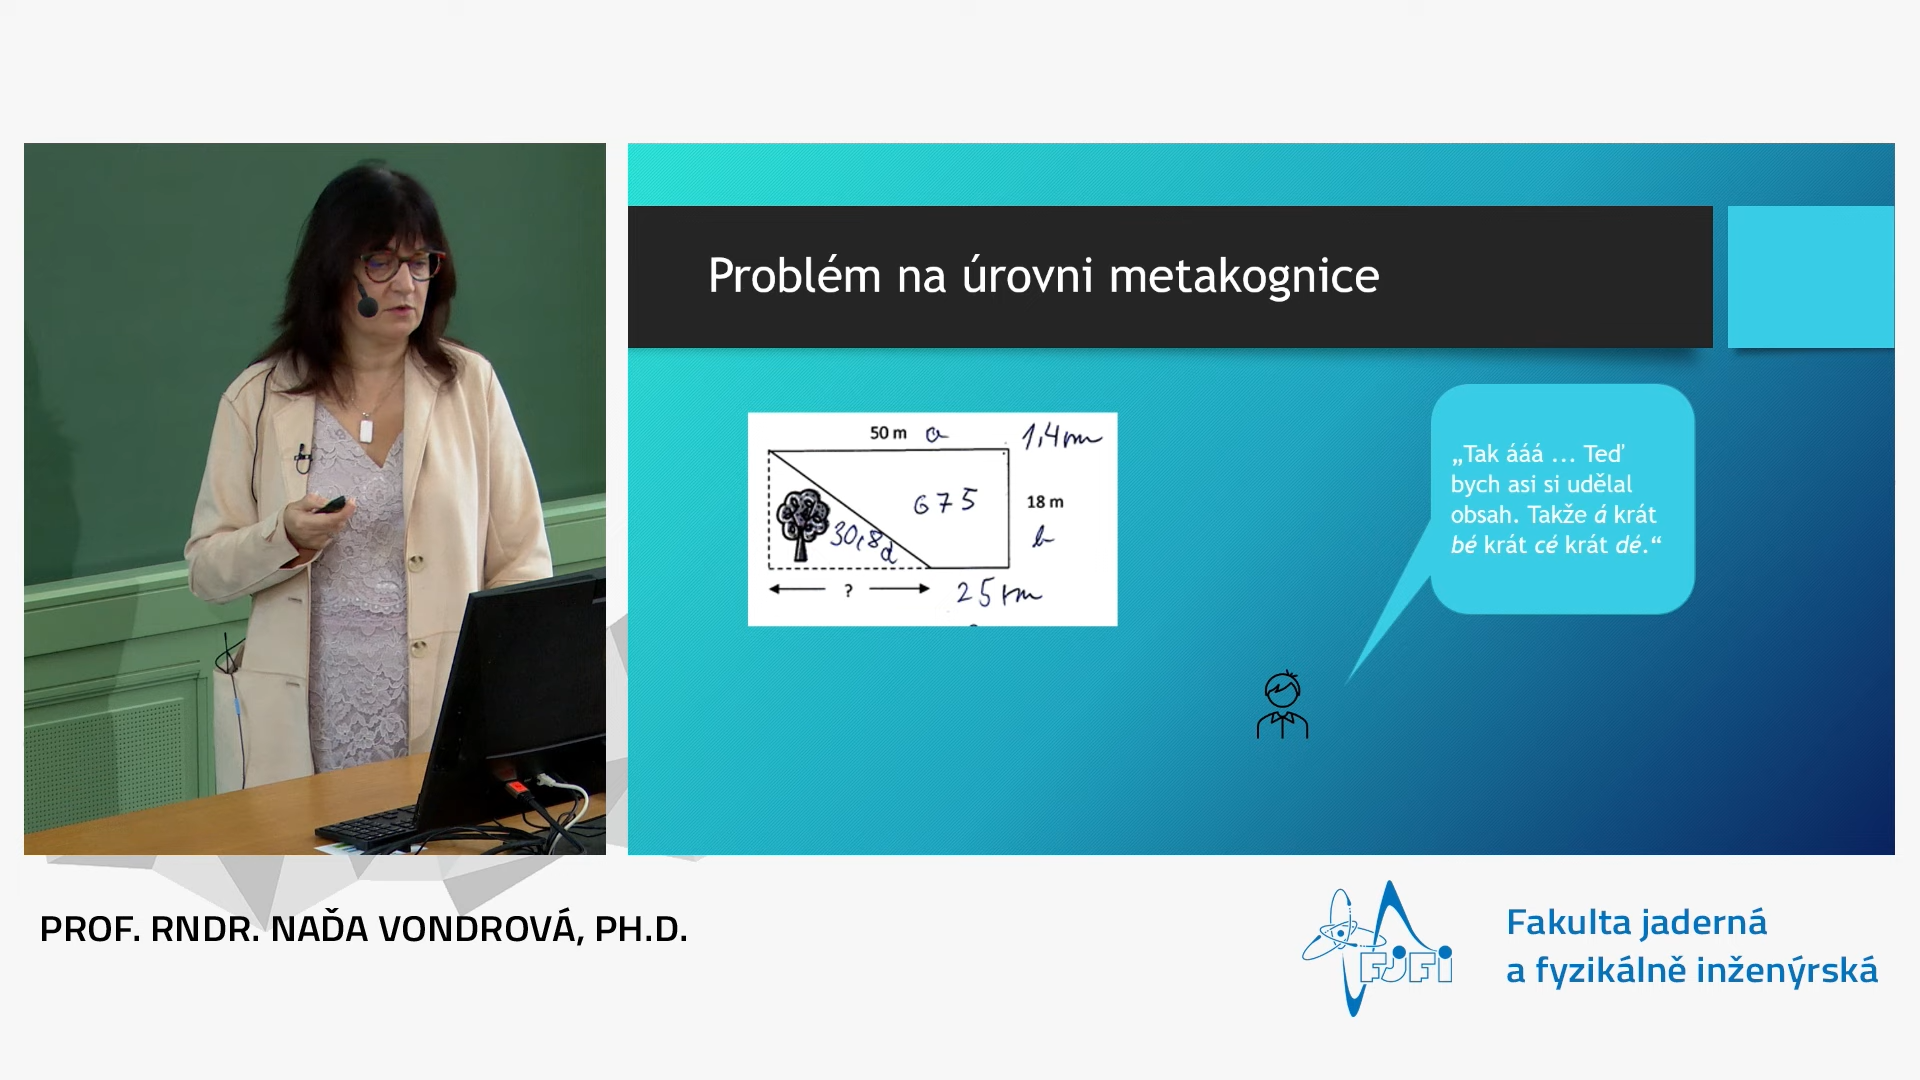 Problém na úrovni metakognice
50 m a 1,4 m
675
18 m
b
30,8
d
?
25 m
„Tak ááá ... Teď
bych asi si udělal
obsah. Takže á krát
bé krát cé krát dé.“
PROF. RNDR. NAĎA VONDROVÁ, PH.D.
FJFI
Fakulta jaderná
a fyzikálně inženýrská